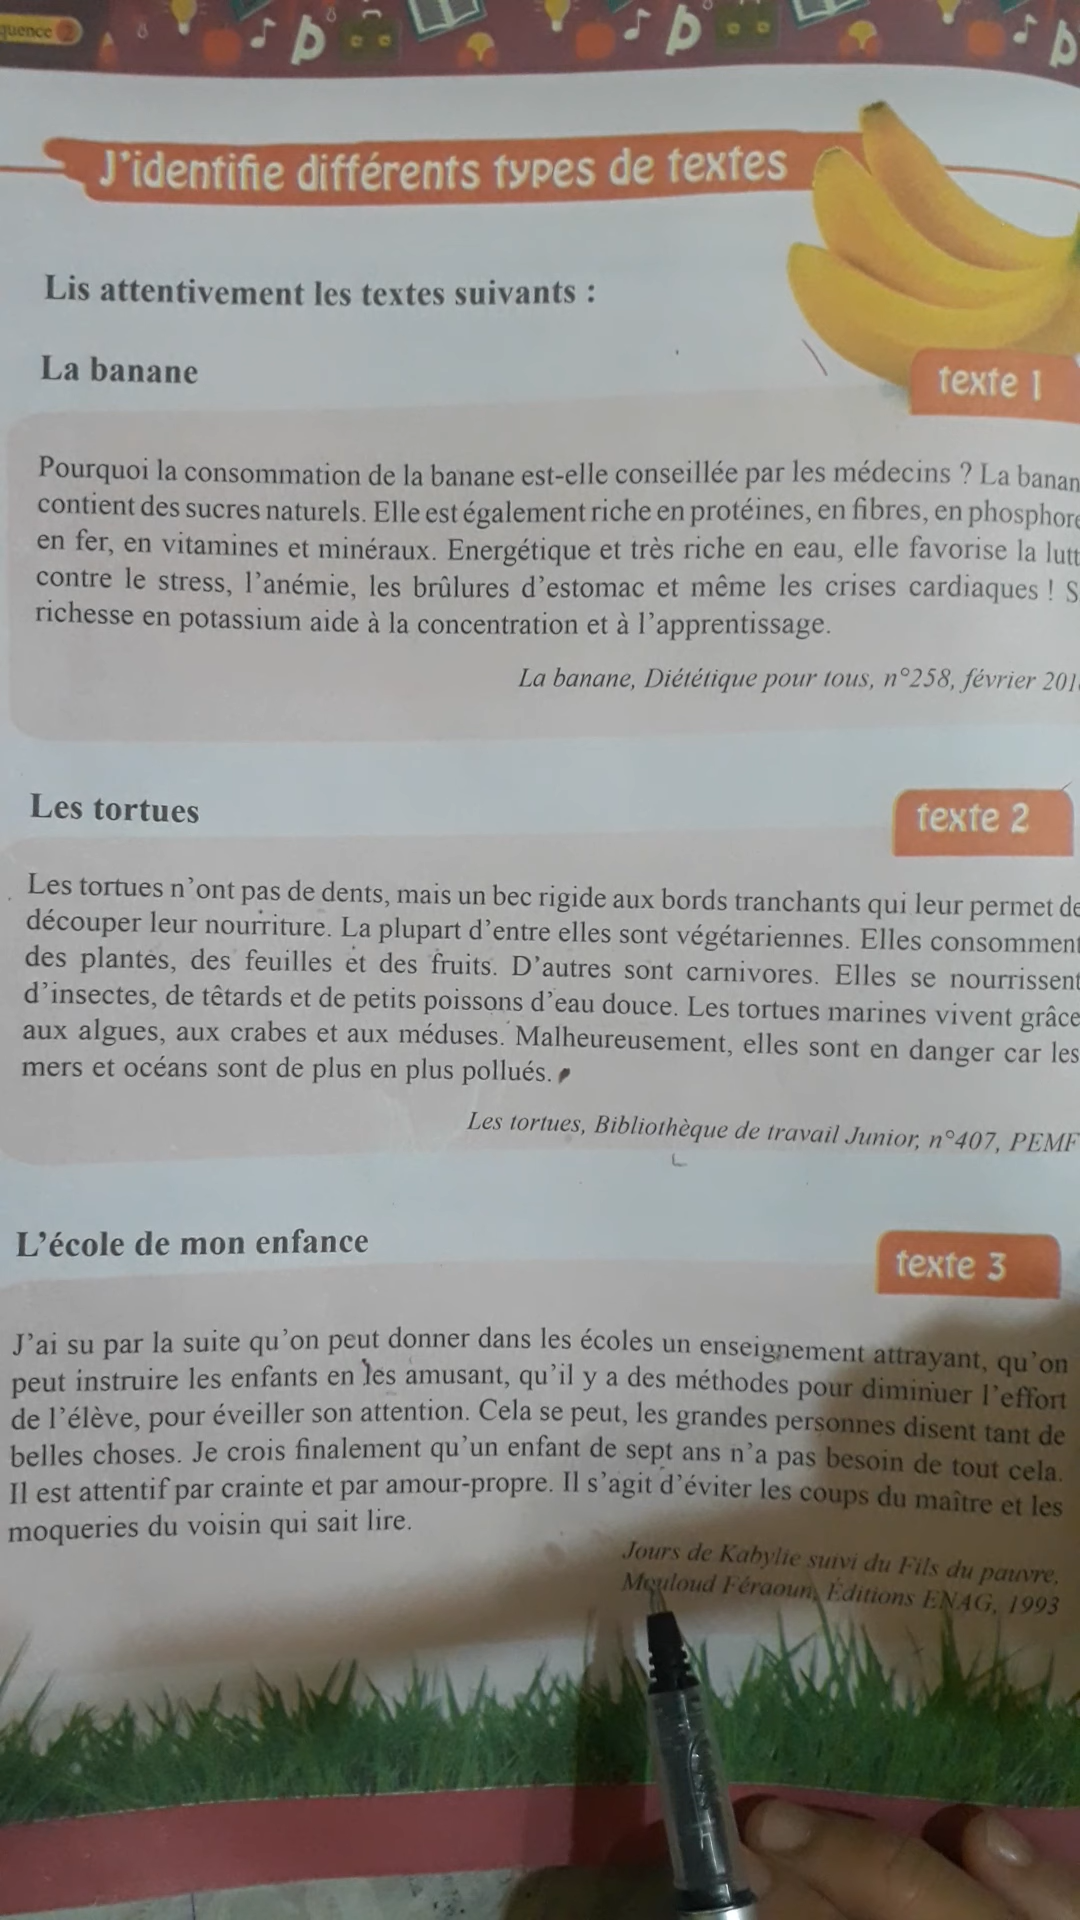 quence 2
J'identifie différents types de textes
Lis attentivement les textes suivants :
La banane
texte 1
Pourquoi la consommation de la banane est-elle conseillée par les médecins ? La banan
contient des sucres naturels. Elle est également riche en protéines, en fibres, en phosphore
en fer, en vitamines et minéraux. Energétique et très riche en eau, elle favorise la lutt
contre le stress, l'anémie, les brûlures d'estomac et même les crises cardiaques ! S
richesse en potassium aide à la concentration et à l'apprentissage.
La banane, Diététique pour tous, n°258, février 201
Les tortues
texte 2
Les tortues n'ont pas de dents, mais un bec rigide aux bords tranchants qui leur permet de
découper leur nourriture. La plupart d'entre elles sont végétariennes. Elles consomment
des plantes, des feuilles et des fruits. D'autres sont carnivores. Elles se nourrissent
d'insectes, de têtards et de petits poissons d'eau douce. Les tortues marines vivent grâce
aux algues, aux crabes et aux méduses. Malheureusement, elles sont en danger car les
mers et océans sont de plus en plus pollués.
Les tortues, Bibliothèque de travail Junior, n°407, PEMF
L'école de mon enfance
texte 3
J'ai su par la suite qu'on peut donner dans les écoles un enseignement attrayant, qu'on
peut instruire les enfants en les amusant, qu'il y a des méthodes pour diminuer l'effort
de l'élève, pour éveiller son attention. Cela se peut, les grandes personnes disent tant de
belles choses. Je crois finalement qu'un enfant de sept ans n'a pas besoin de tout cela.
Il est attentif par crainte et par amour-propre. Il s'agit d'éviter les coups du maître et les
moqueries du voisin qui sait lire.
Jours de Kabylie suivi du Fils du pauvre,
Mouloud Féraoun, Éditions ENAG, 1993